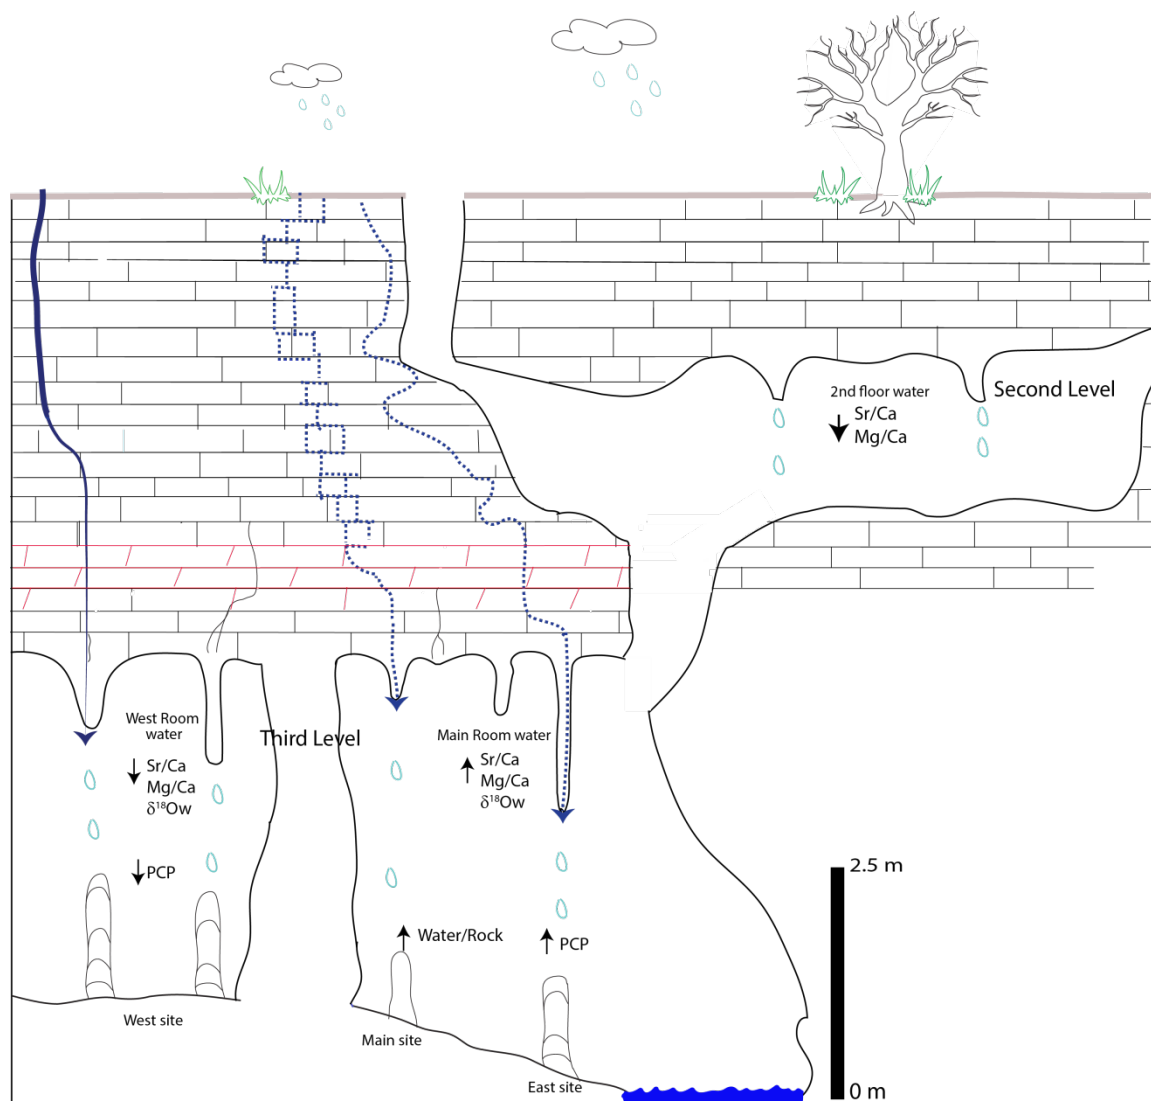 2nd floor water
Sr/Ca
Mg/Ca
Second Level
West Room
water
Sr/Ca
Mg/Ca
δ¹⁸Ow
PCP
Third Level
Main Room water
Sr/Ca
Mg/Ca
δ¹⁸Ow
Water/Rock
PCP
West site
Main site
East site
2.5 m
0 m